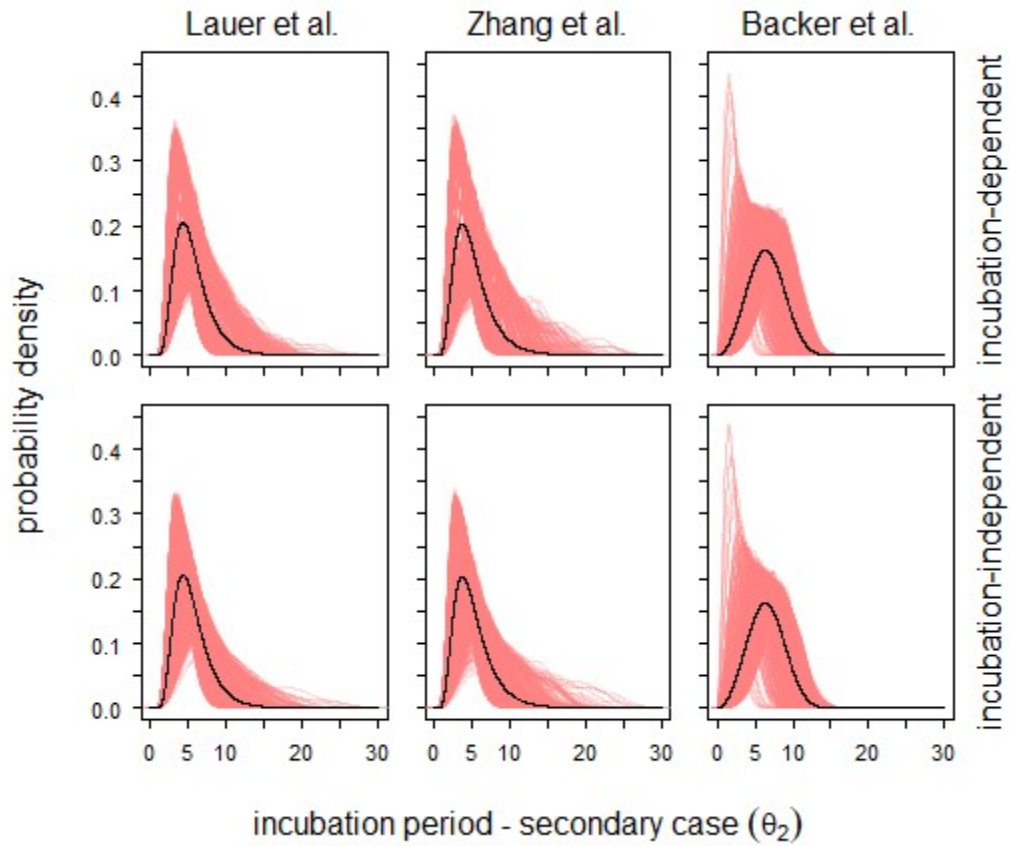 Lauer et al. Zhang et al. Backer et al.
probability density
0.4
0.3
0.2
0.1
0.0
incubation-dependent
0.4
0.3
0.2
0.1
0.0
incubation-independent
0 5 10 20 30 0 5 10 20 30 0 5 10 20 30
incubation period - secondary case (θ₂)